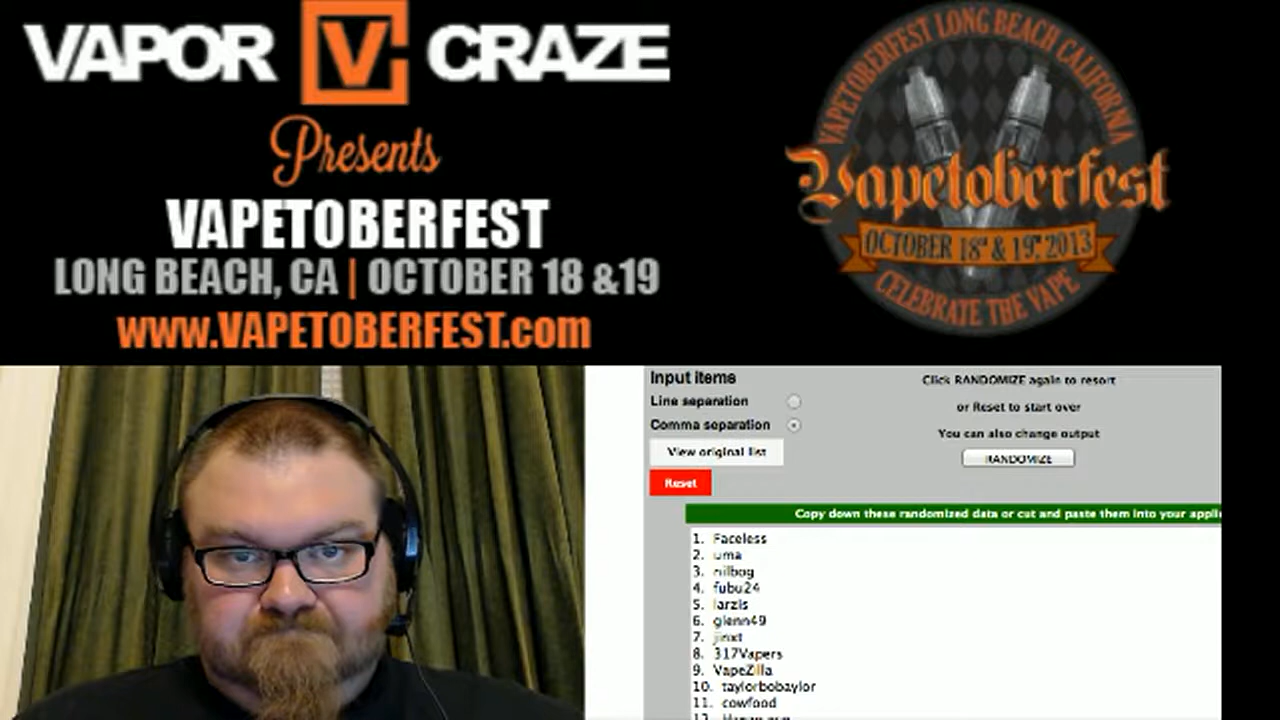 VAPOR V CRAZE
Presents
VAPETOBERFEST
LONG BEACH, CA | OCTOBER 18 &19
www.VAPETOBERFEST.com
VAPETOBERFEST LONG BEACH CALIFORNIA
Vapetoberfest
OCTOBER 18th & 19th, 2013
CELEBRATE THE VAPE
Input items
Line separation
Comma separation
View original list
Reset
Click RANDOMIZE again to resort
or Reset to start over
You can also change output
RANDOMIZE
Copy down these randomized data or cut and paste them into your appli
1. Faceless
2. uma
3. nilbog
4. fubu24
5. larzis
6. glenn49
7. jinxt
8. 317Vapers
9. VapeZilla
10. taylorbobaylor
11. cowfood